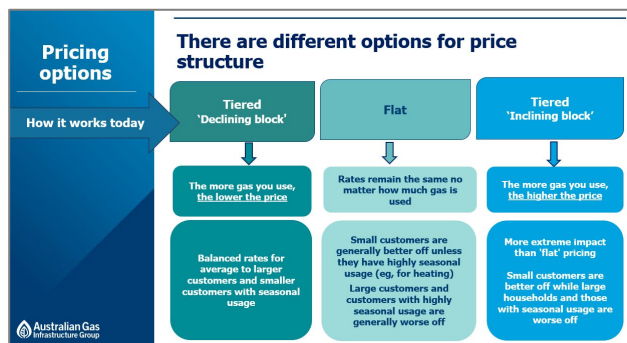 Pricing
options
How it works today
There are different options for price
structure
Tiered
‘Declining block'
Flat
Tiered
‘Inclining block’
The more gas you use,
the lower the price
Rates remain the same no
matter how much gas is
used
The more gas you use,
the higher the price
Balanced rates for
average to larger
customers and smaller
customers with seasonal
usage
Small customers are
generally better off unless
they have highly seasonal
usage (eg, for heating)
Large customers and
customers with highly
seasonal usage are
generally worse off
More extreme impact
than 'flat' pricing
Small customers are
better off while large
households and those
with seasonal usage are
worse off
Australian Gas
Infrastructure Group